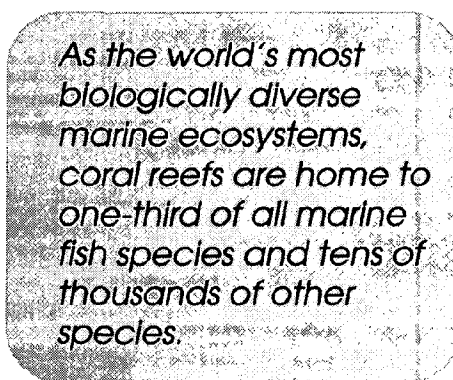 As the world's most
biologically diverse
marine ecosystems,
coral reefs are home to
one-third of all marine
fish species and tens of
thousands of other
species.